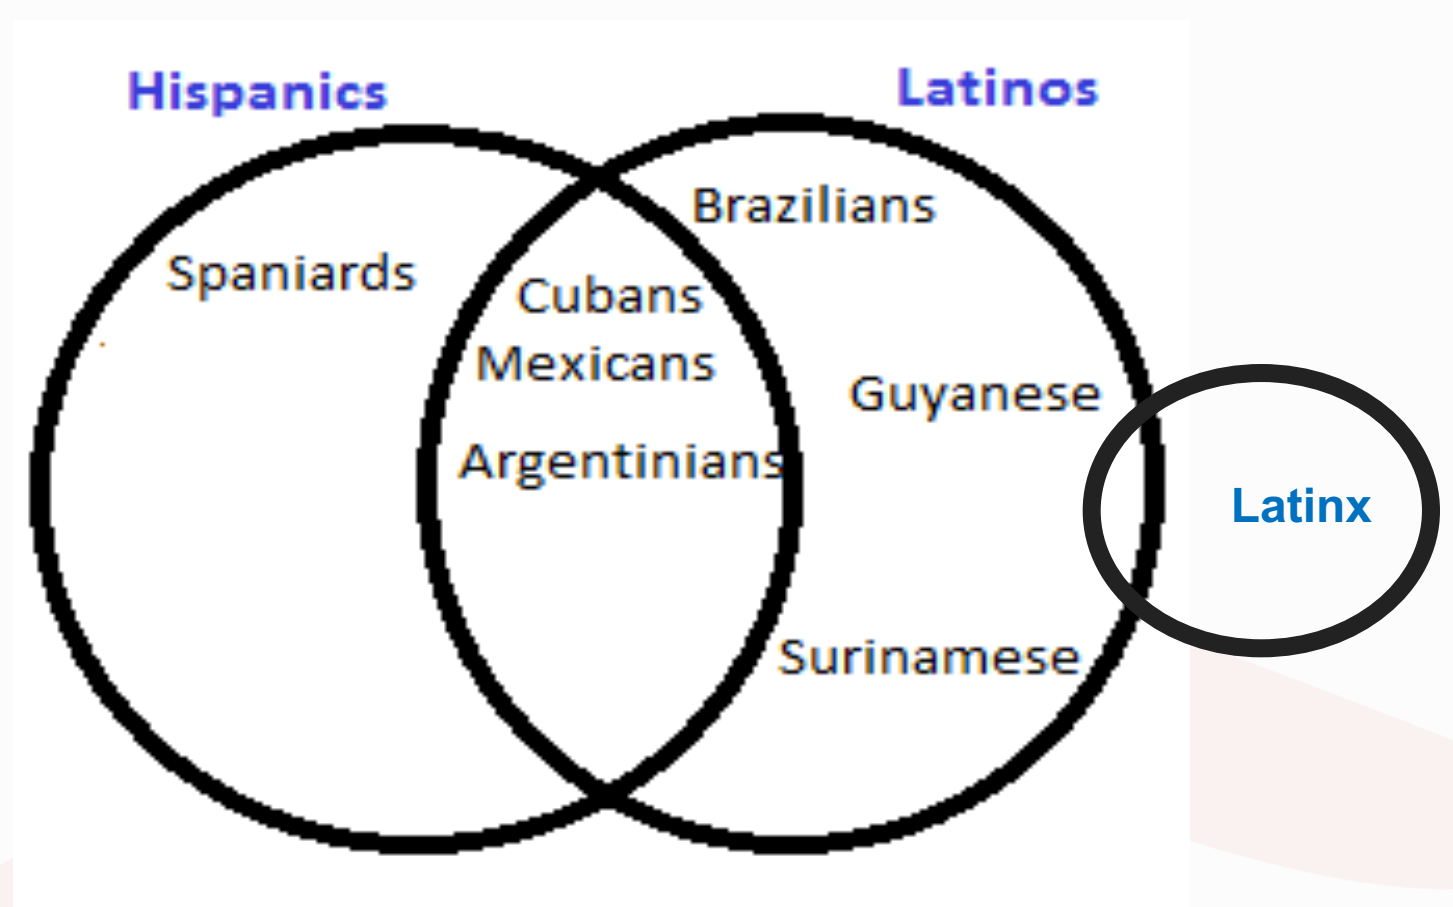 Hispanics
Latinos
Brazilians
Spaniards
Cubans
Mexicans
Guyanese
Argentinians
Latinx
Surinamese